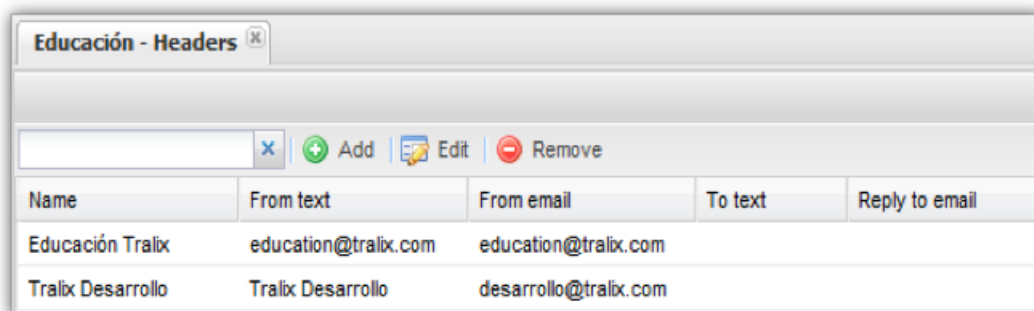 Educación - Headers
Add Edit Remove
Name From text From email To text Reply to email
Educación Tralix education@tralix.com education@tralix.com
Tralix Desarrollo Tralix Desarrollo desarrollo@tralix.com